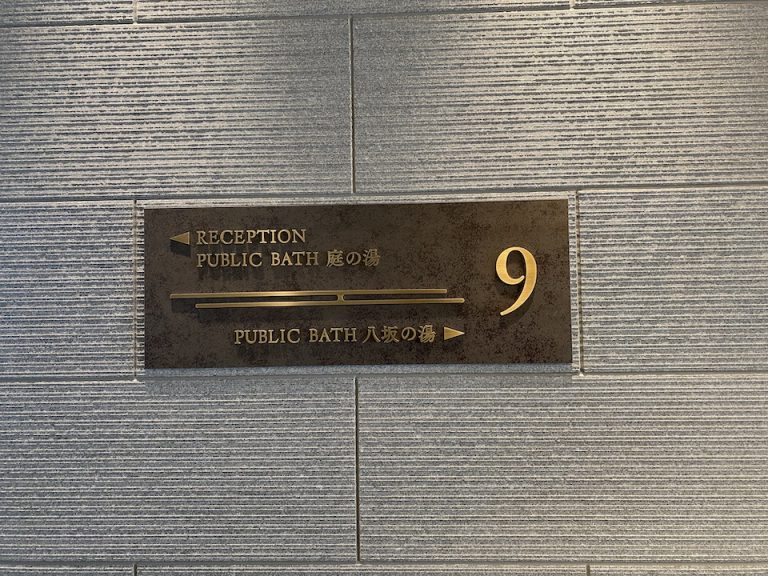 RECEPTION
PUBLIC BATH 庭の湯
9
PUBLIC BATH 八坂の湯